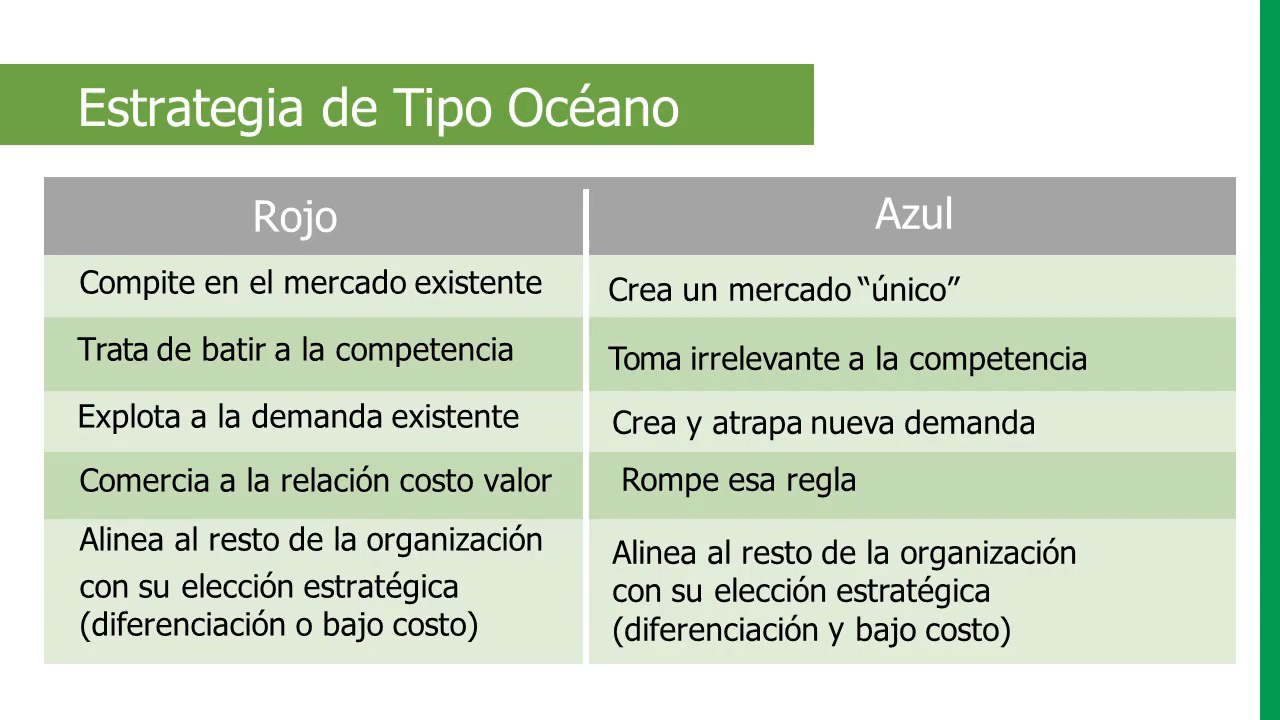 Estrategia de Tipo Océano
Rojo
Azul
Compite en el mercado existente
Crea un mercado “único”
Trata de batir a la competencia
Toma irrelevante a la competencia
Explota a la demanda existente
Crea y atrapa nueva demanda
Comercia a la relación costo valor
Rompe esa regla
Alinea al resto de la organización
con su elección estratégica
(diferenciación o bajo costo)
Alinea al resto de la organización
con su elección estratégica
(diferenciación y bajo costo)